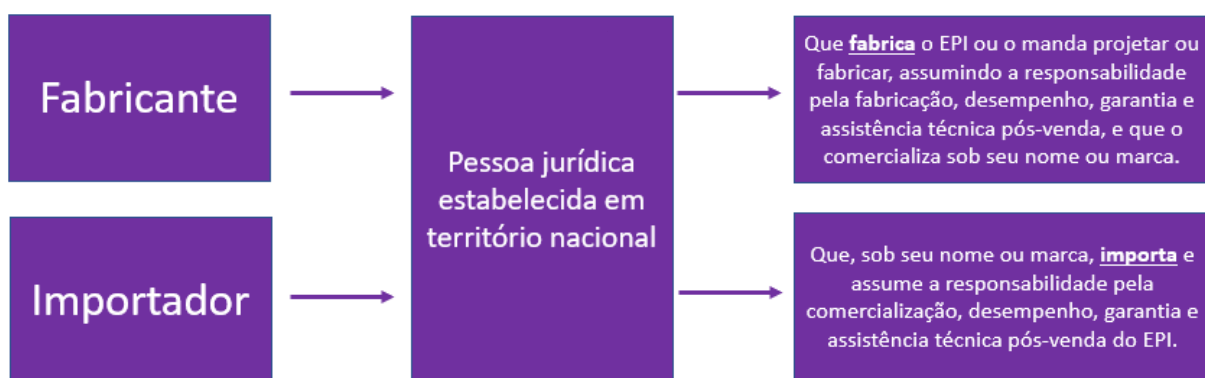 Fabricante
Importador
Pessoa jurídica
estabelecida em
território nacional
Que fabrica o EPI ou o manda projetar ou
fabricar, assumindo a responsabilidade
pela fabricação, desempenho, garantia e
assistência técnica pós-venda, e que o
comercializa sob seu nome ou marca.
Que, sob seu nome ou marca, importa e
assume a responsabilidade pela
comercialização, desempenho, garantia e
assistência técnica pós-venda do EPI.